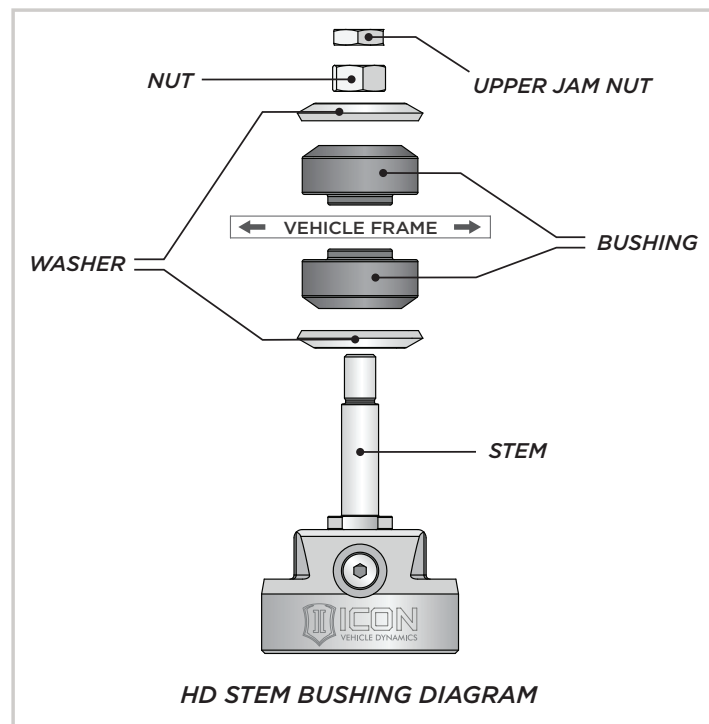 UPPER JAM NUT
NUT
VEHICLE FRAME
WASHER
BUSHING
STEM
ICON
VEHICLE DYNAMICS
HD STEM BUSHING DIAGRAM